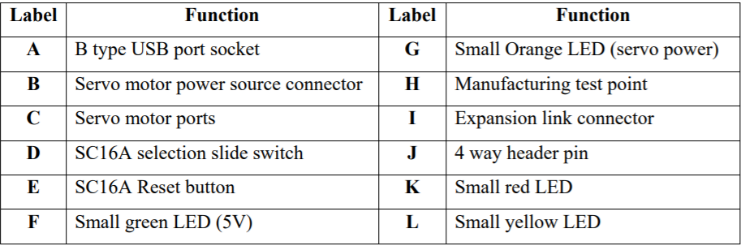 Label Function Label Function
A B type USB port socket G Small Orange LED (servo power)
B Servo motor power source connector H Manufacturing test point
C Servo motor ports I Expansion link connector
D SC16A selection slide switch J 4 way header pin
E SC16A Reset button K Small red LED
F Small green LED (5V) L Small yellow LED